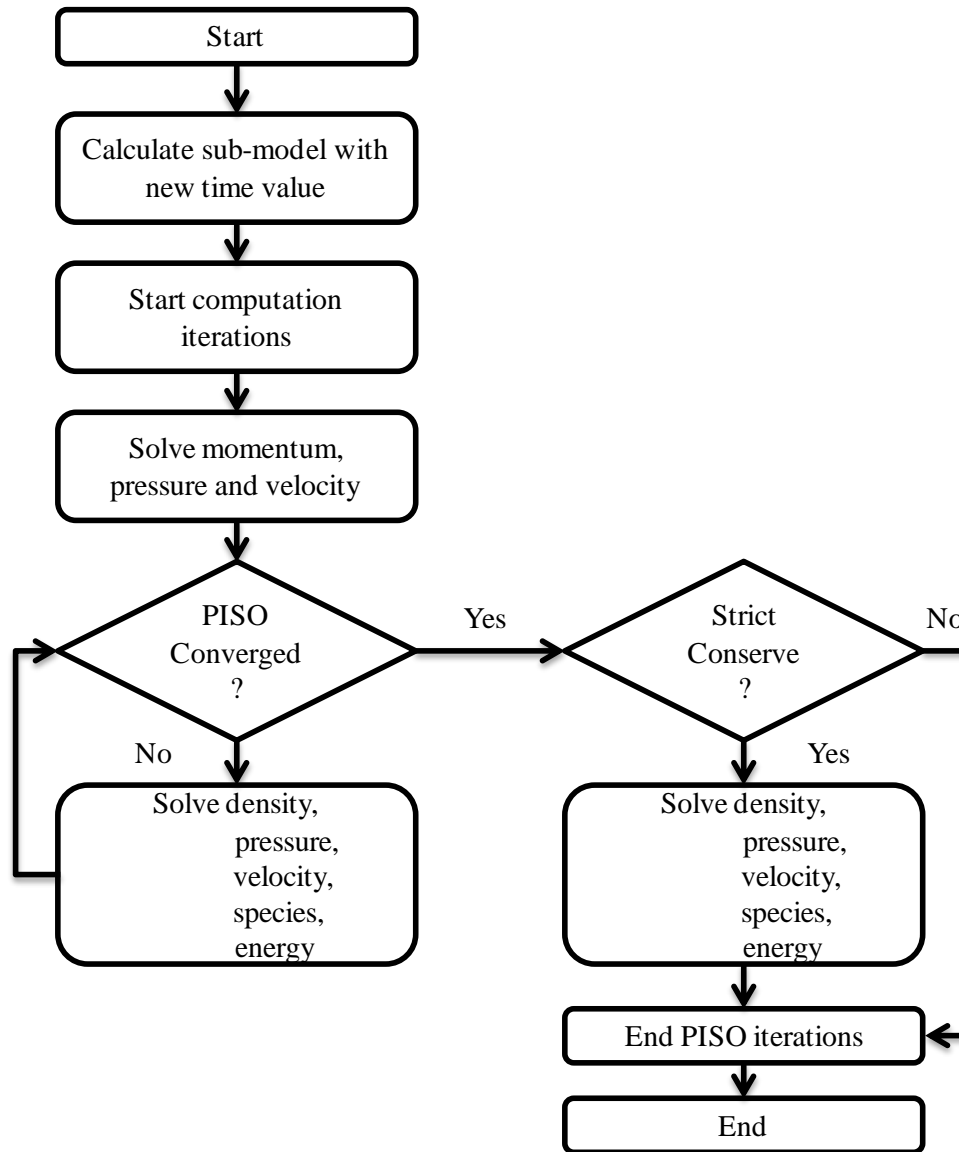 Start
Calculate sub-model with
new time value
Start computation
iterations
Solve momentum,
pressure and velocity
PISO
Converged
?
Yes
Strict
Conserve
?
No
No
Yes
Solve density,
pressure,
velocity,
species,
energy
Solve density,
pressure,
velocity,
species,
energy
End PISO iterations
End